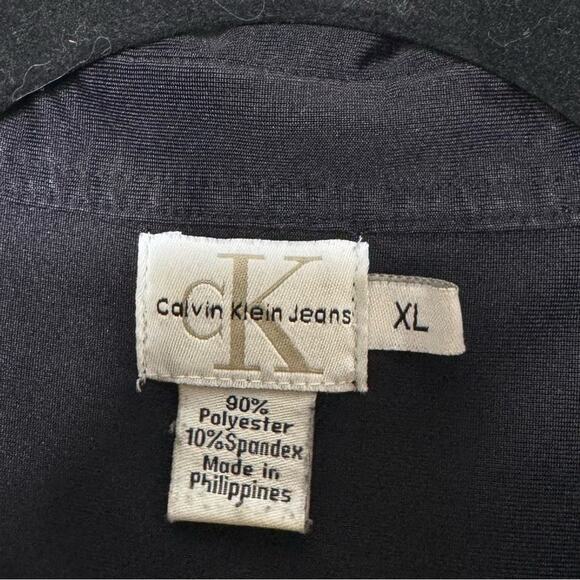 cK
Calvin Klein Jeans
XL
90%
Polyester
10%Spandex
Made in
Philippines